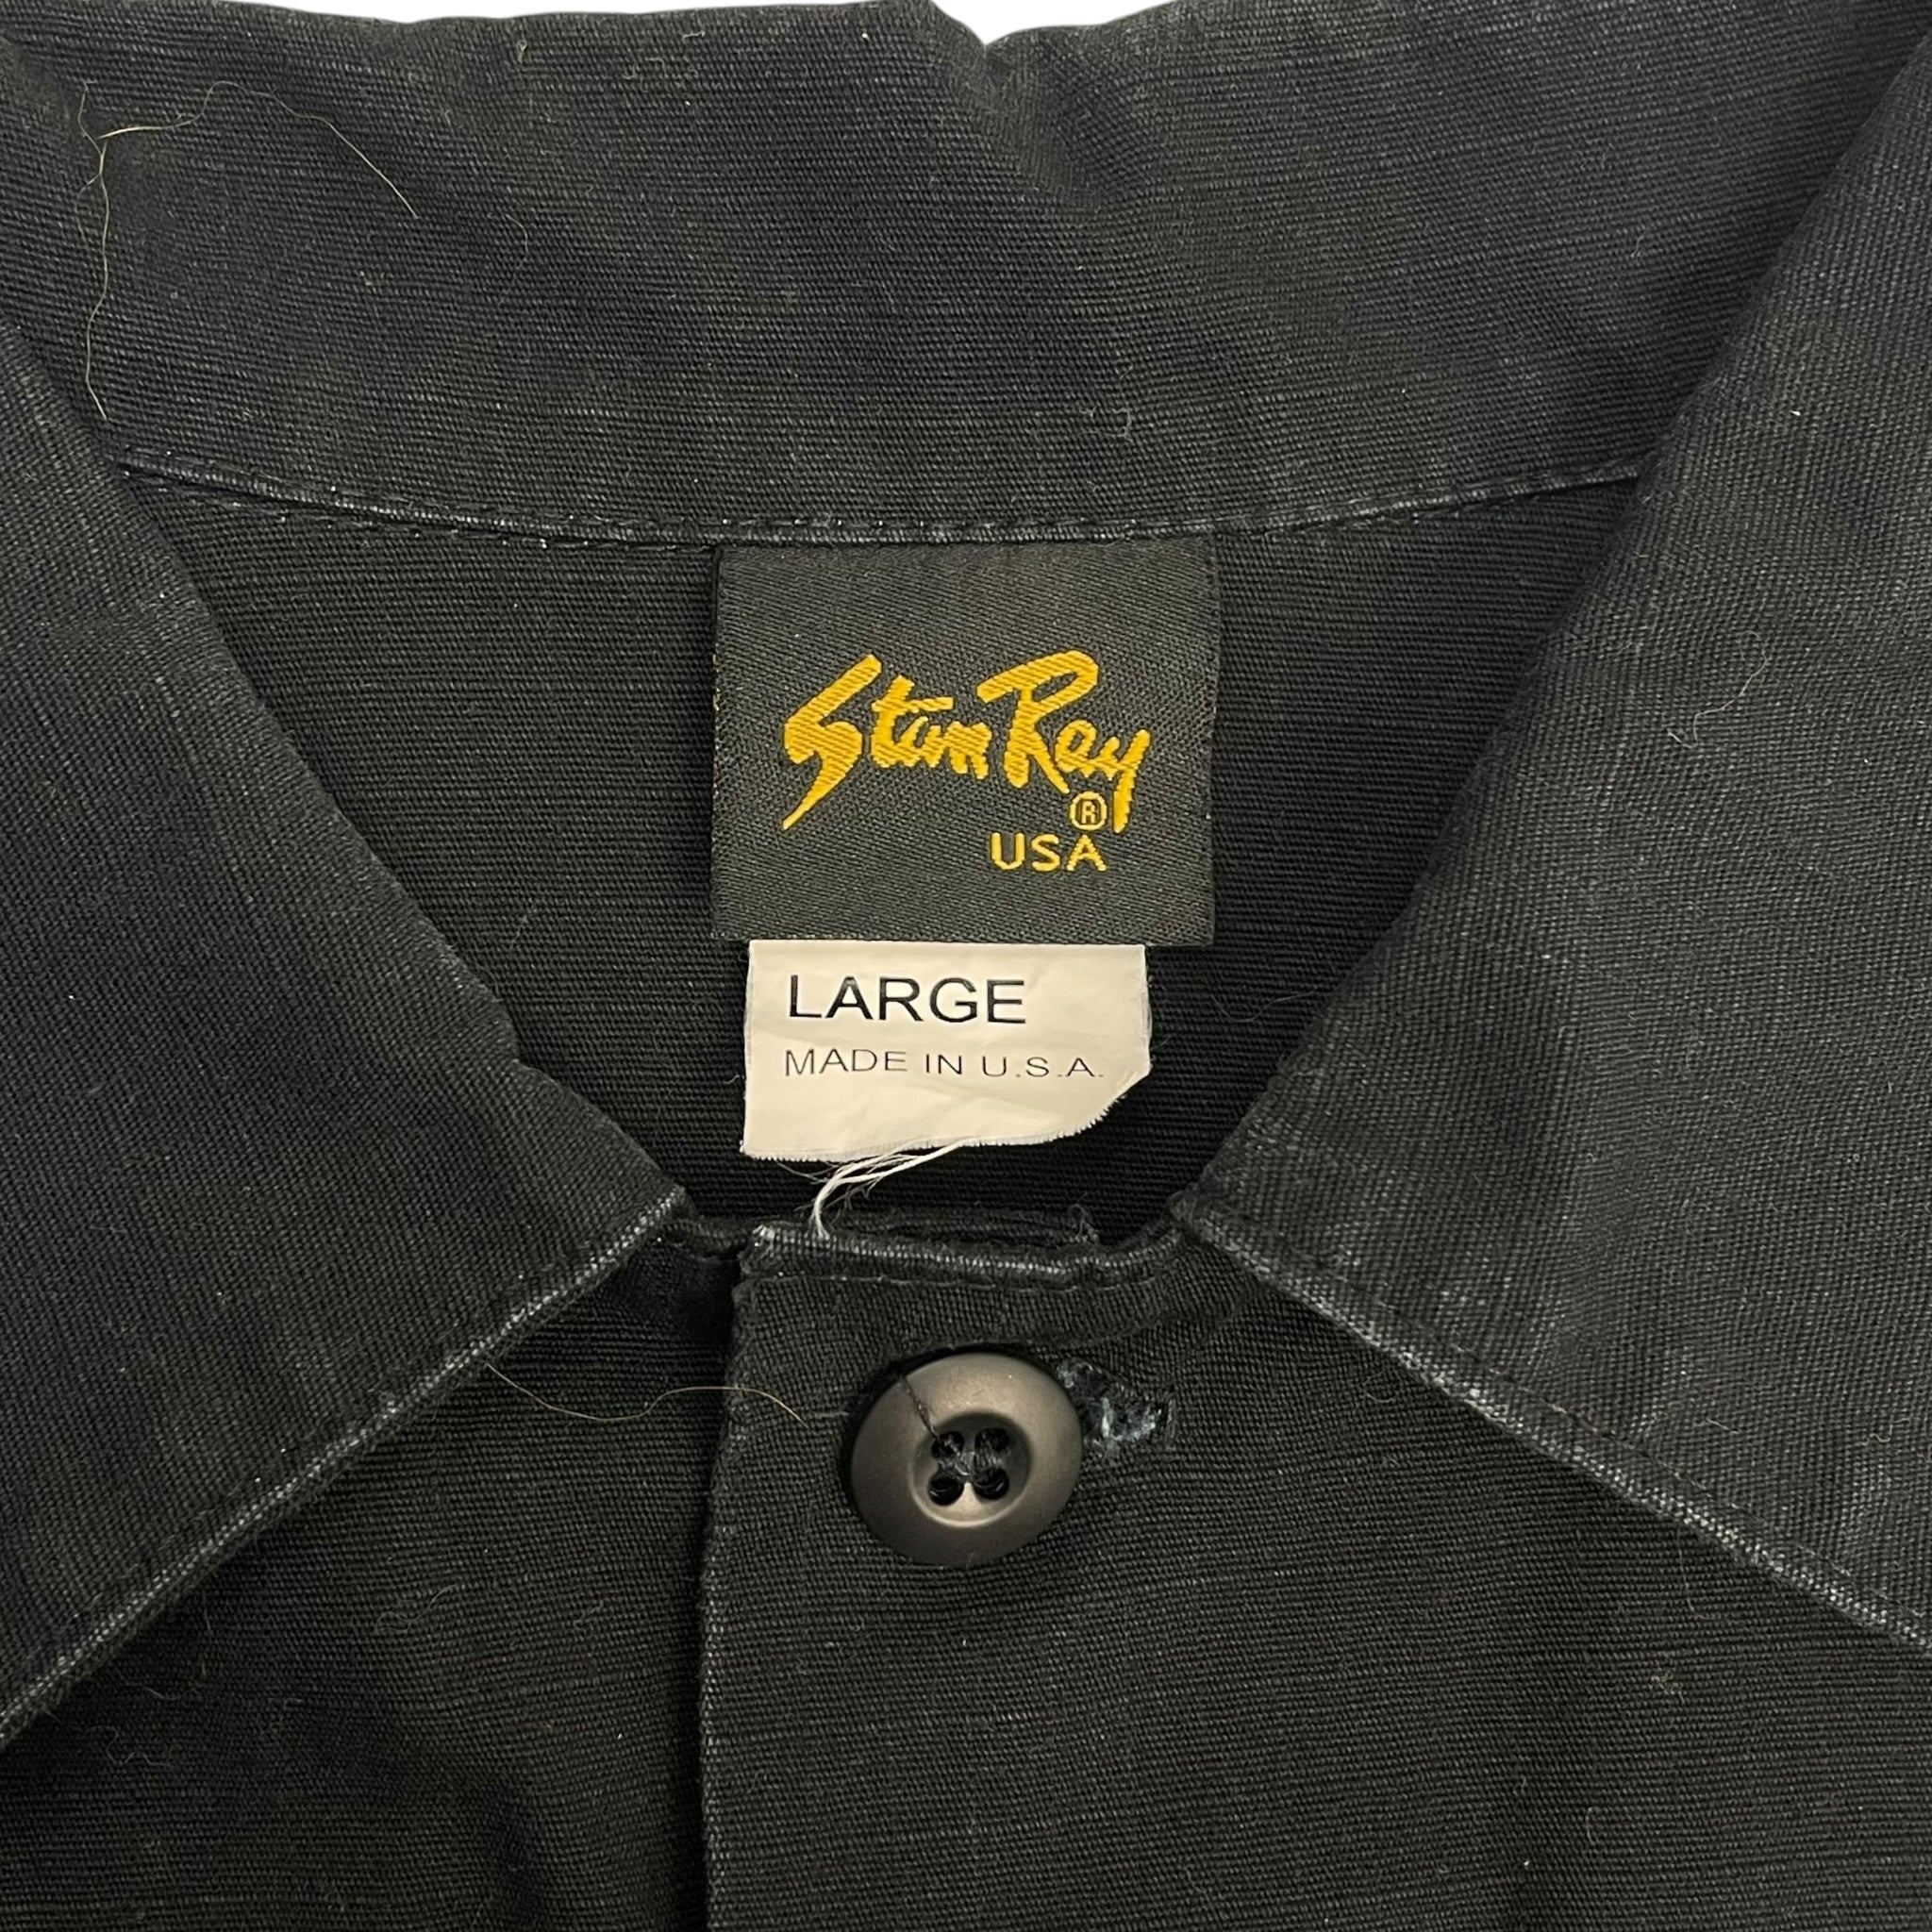 Stan Ray
®
USA
LARGE
MADE IN U.S.A.